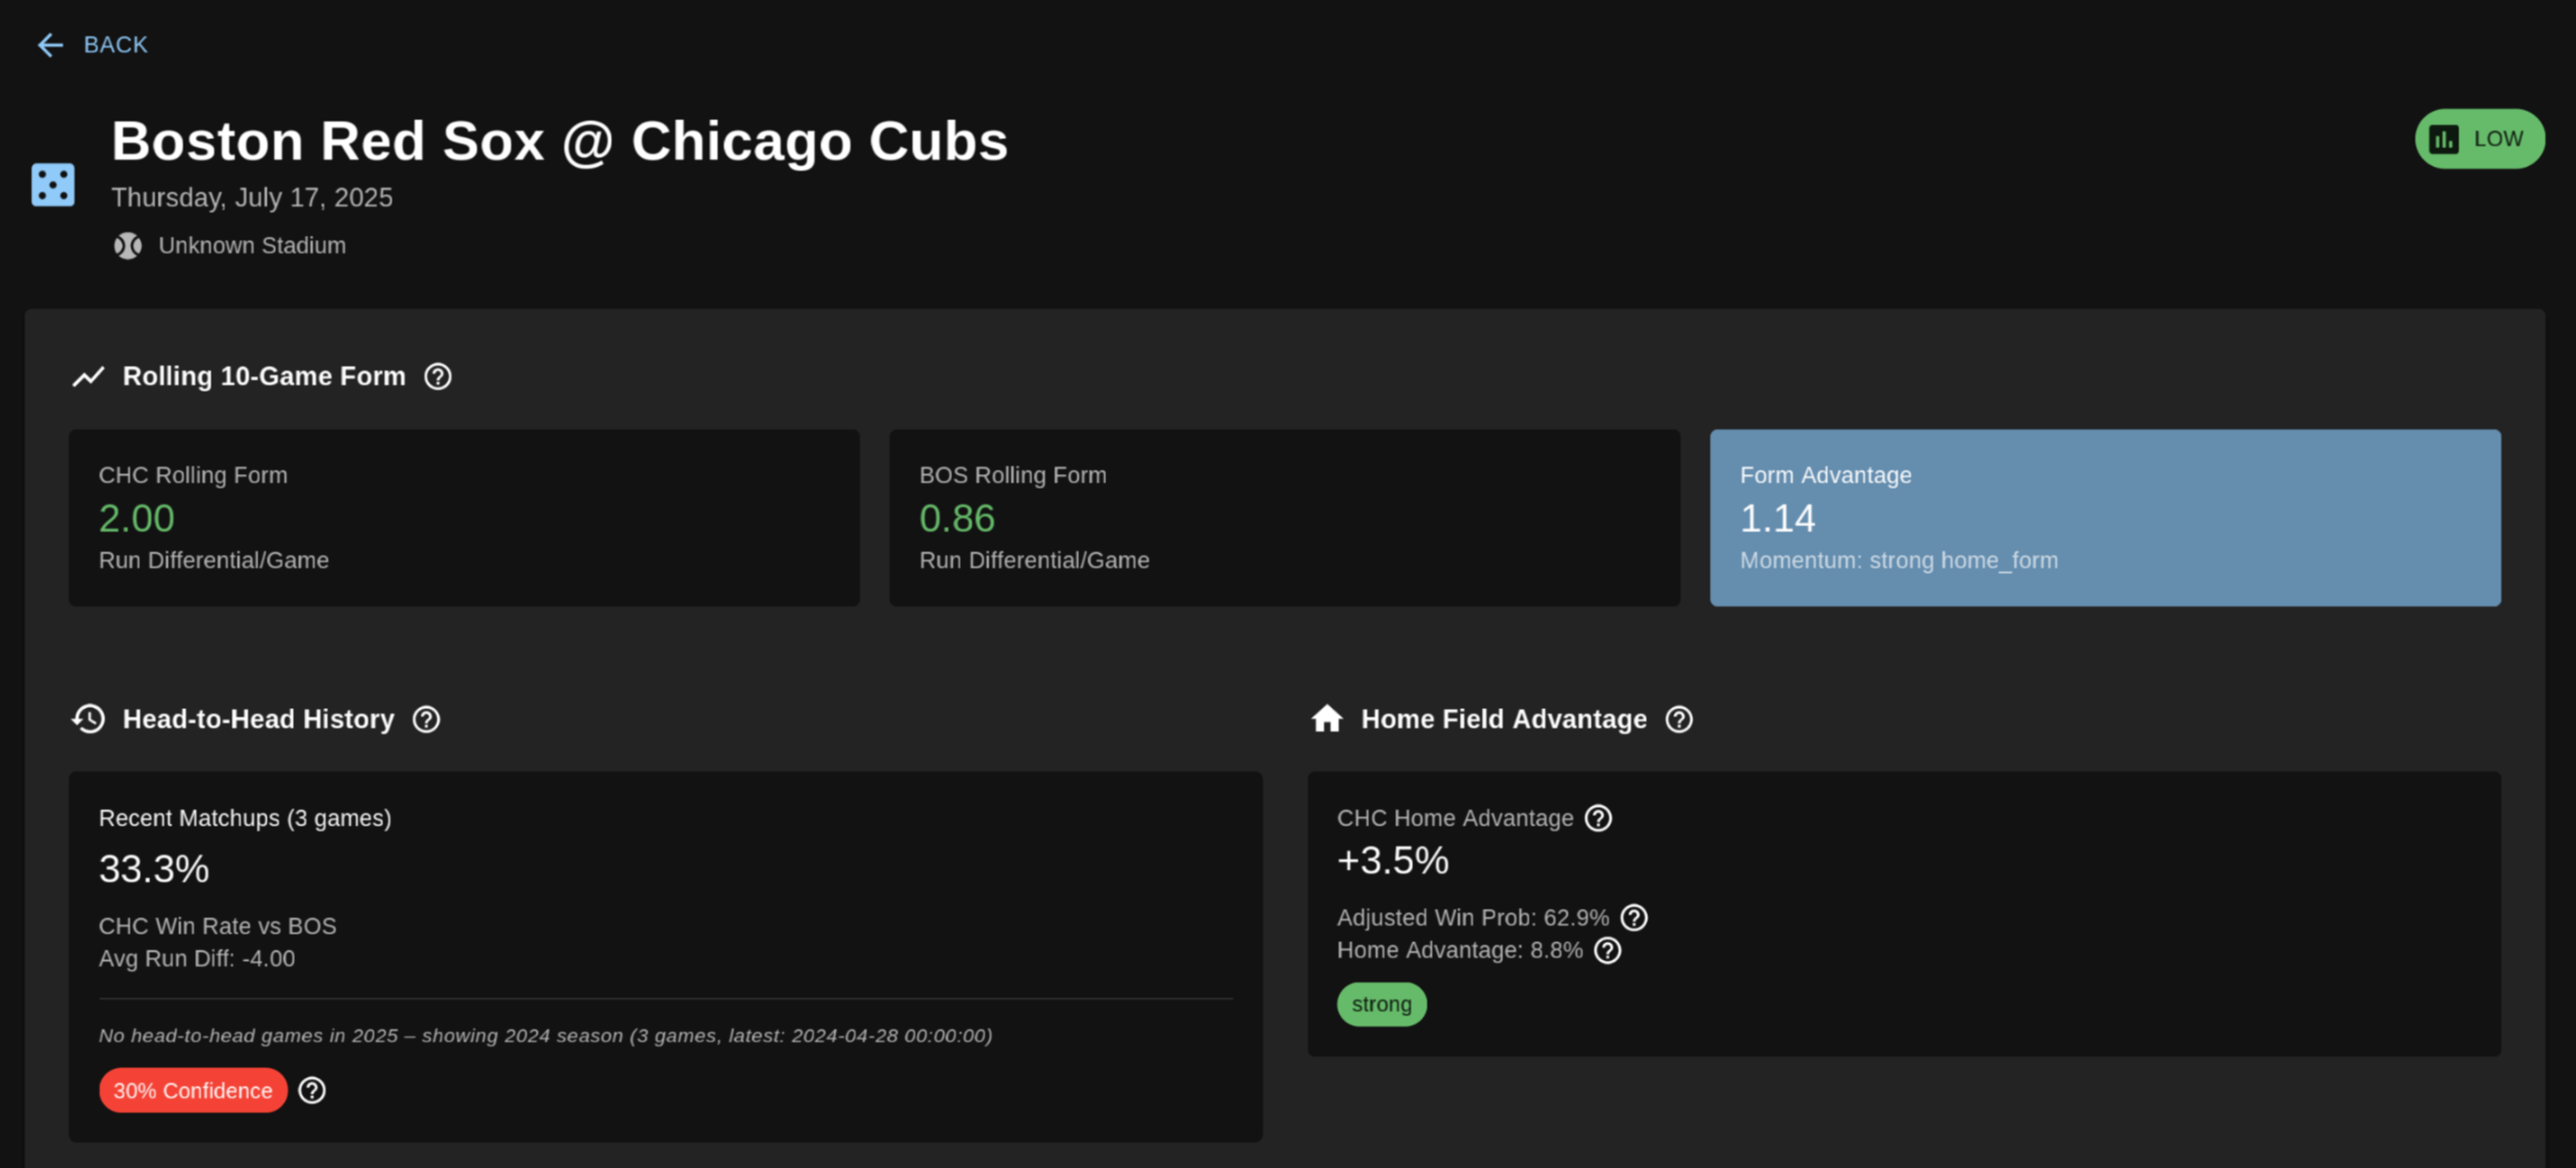 BACK
Boston Red Sox @ Chicago Cubs
LOW
Thursday, July 17, 2025
Unknown Stadium
Rolling 10-Game Form
CHC Rolling Form
2.00
Run Differential/Game
BOS Rolling Form
0.86
Run Differential/Game
Form Advantage
1.14
Momentum: strong home_form
Head-to-Head History
Recent Matchups (3 games)
33.3%
CHC Win Rate vs BOS
Avg Run Diff: -4.00
No head-to-head games in 2025 – showing 2024 season (3 games, latest: 2024-04-28 00:00:00)
30% Confidence
Home Field Advantage
CHC Home Advantage
+3.5%
Adjusted Win Prob: 62.9%
Home Advantage: 8.8%
strong